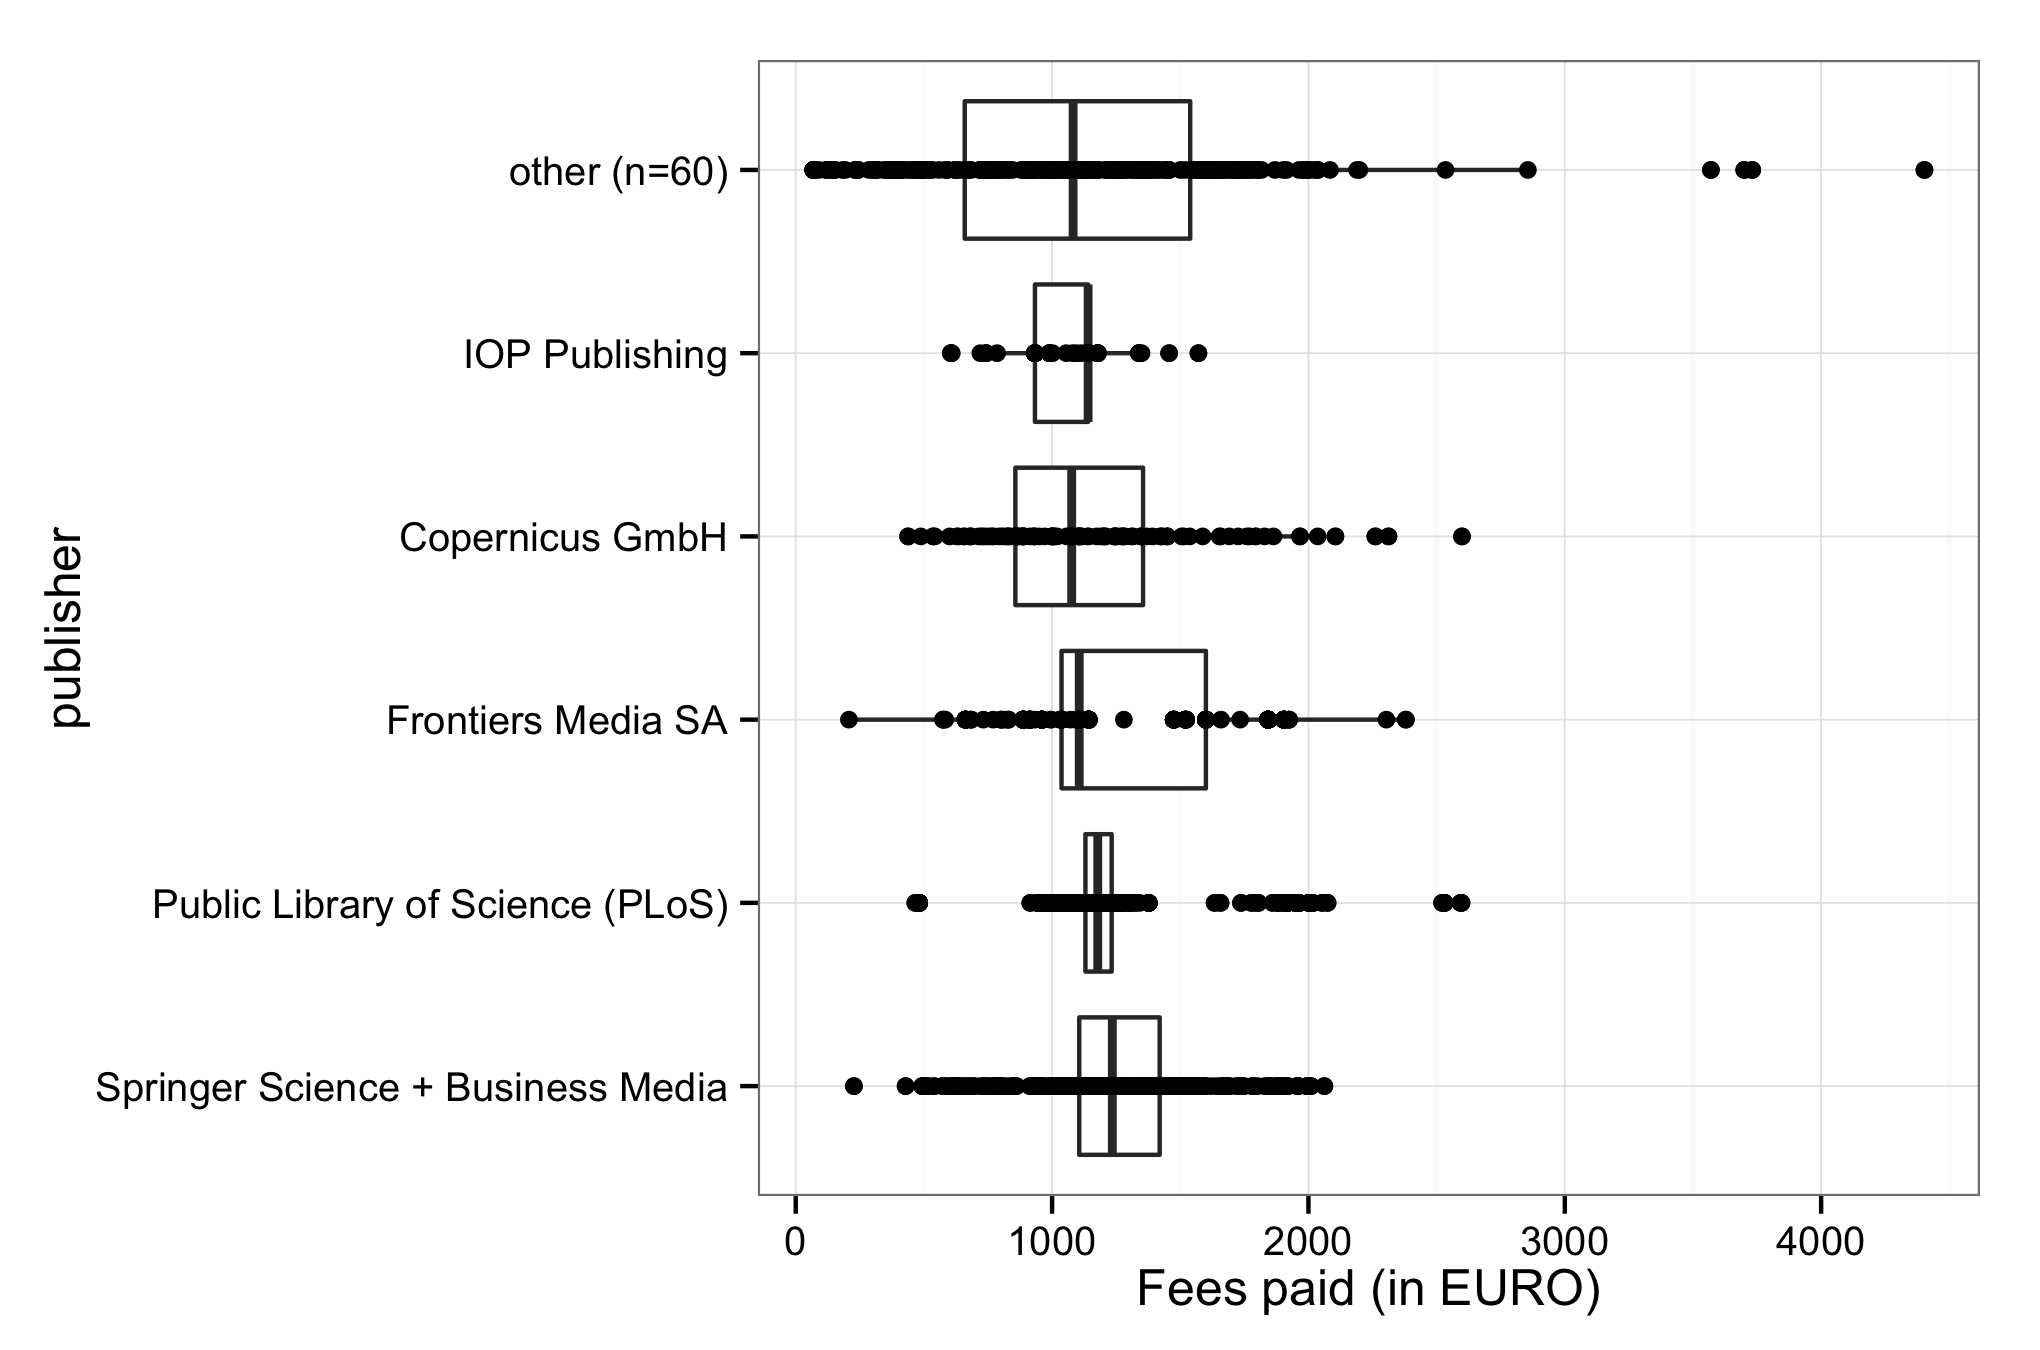 publisher
other (n=60)
IOP Publishing
Copernicus GmbH
Frontiers Media SA
Public Library of Science (PLoS)
Springer Science + Business Media
0 1000 2000 3000 4000
Fees paid (in EURO)